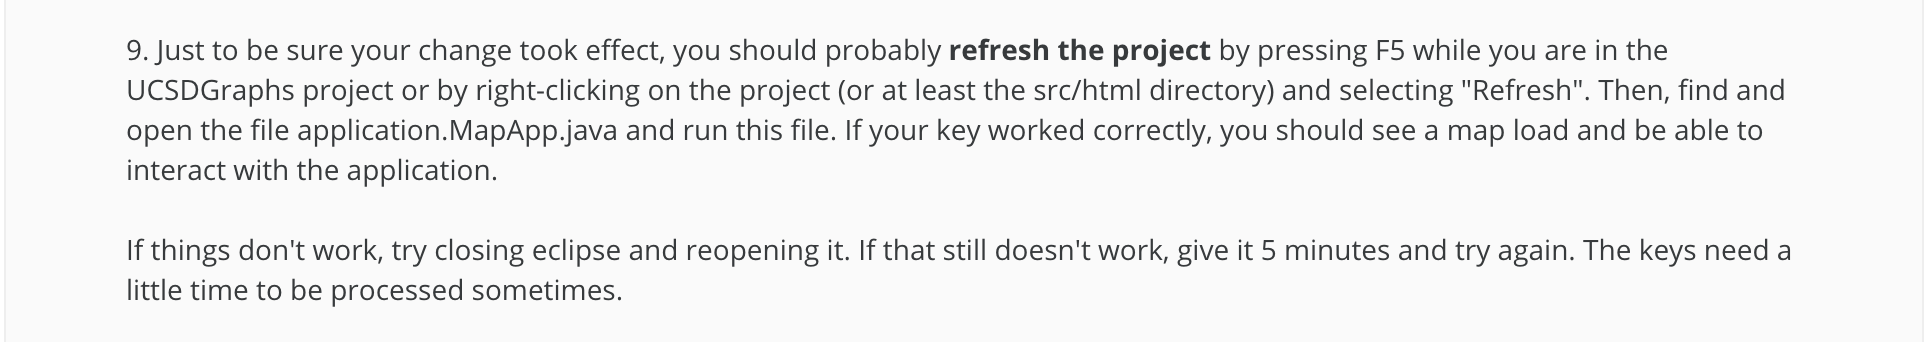 9. Just to be sure your change took effect, you should probably refresh the project by pressing F5 while you are in the
UCSDGraphs project or by right-clicking on the project (or at least the src/html directory) and selecting "Refresh". Then, find and
open the file application.MapApp.java and run this file. If your key worked correctly, you should see a map load and be able to
interact with the application.
If things don't work, try closing eclipse and reopening it. If that still doesn't work, give it 5 minutes and try again. The keys need a
little time to be processed sometimes.